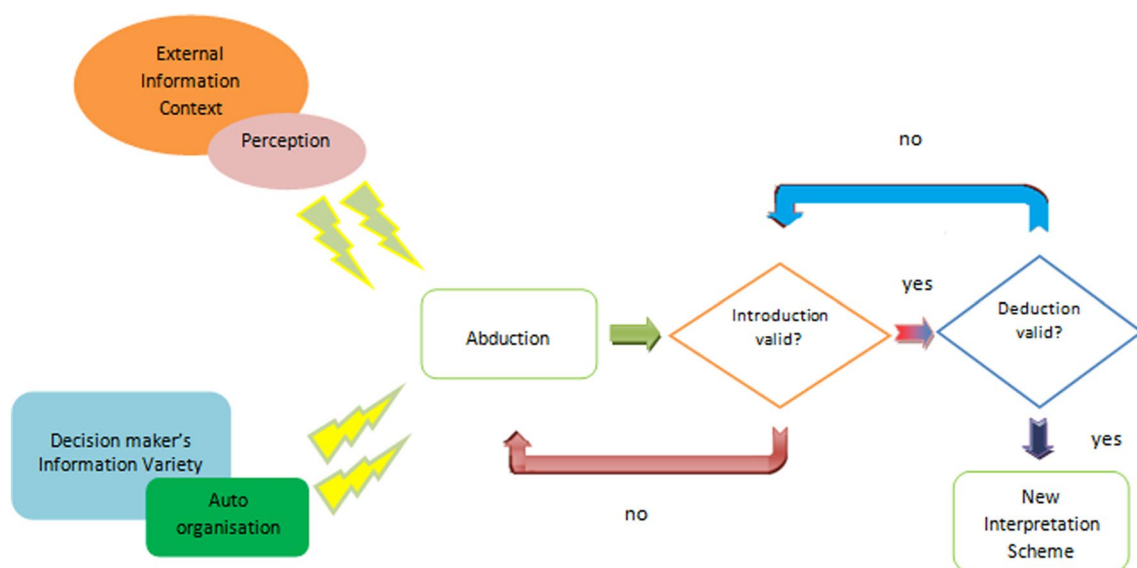 External
Information
Context
Perception
no
yes
Introduction
valid?
Deduction
valid?
Abduction
Decision maker's
Information Variety
Auto
organisation
no
yes
New
Interpretation
Scheme